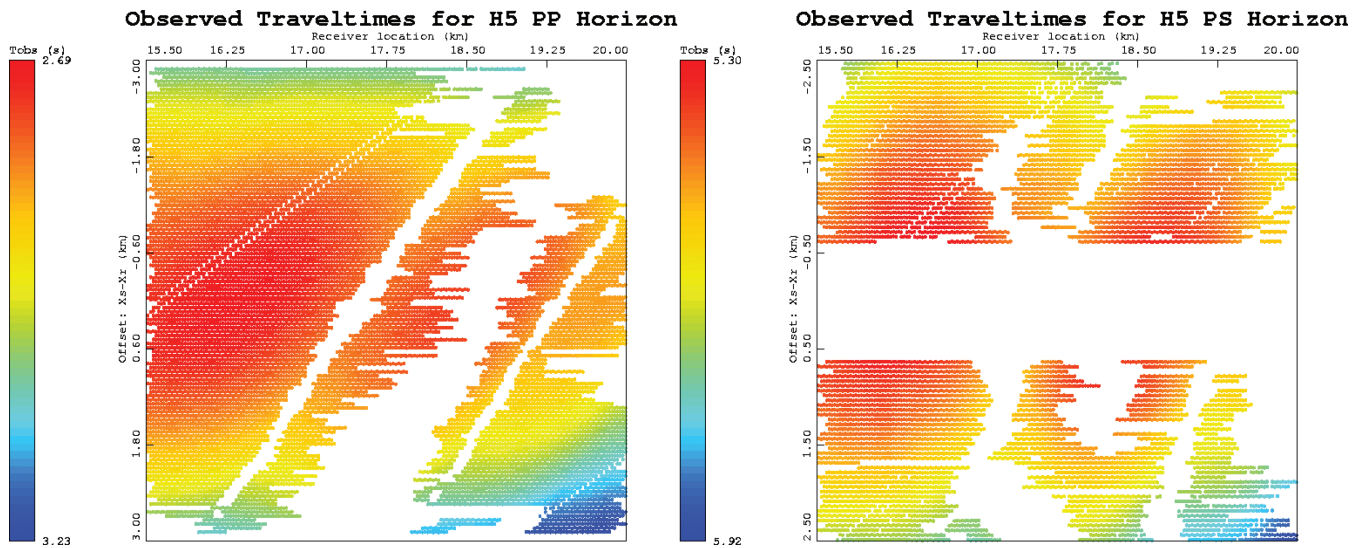 Observed Traveltimes for H5 PP Horizon
Receiver location (km)
Tobs (s)
15.50 16.25 17.00 17.75 18.50 19.25 20.00
2.69
3.23
Offset: Xs-Xr (km)
-3.00
-1.80
-0.60
0.60
1.80
3.00
Observed Traveltimes for H5 PS Horizon
Receiver location (km)
Tobs (s)
15.50 16.25 17.00 17.75 18.50 19.25 20.00
5.30
5.92
Offset: Xs-Xr (km)
-2.50
-1.50
-0.50
0.50
1.50
2.50